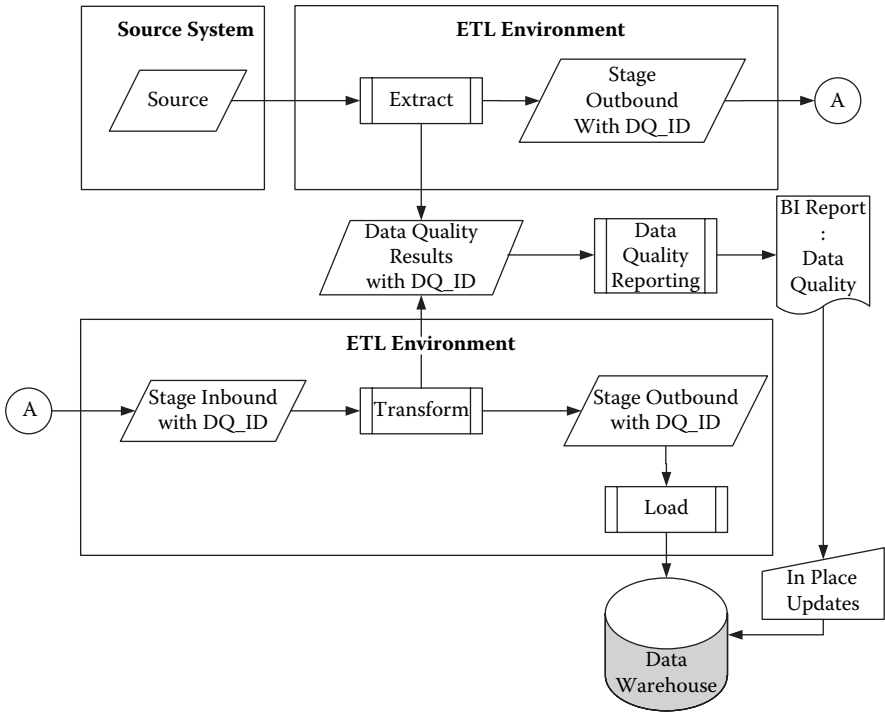 Source System
ETL Environment
Source
Extract
Stage
Outbound
With DQ_ID
A
Data Quality
Results
with DQ_ID
Data
Quality
Reporting
BI Report
:
Data
Quality
ETL Environment
A
Stage Inbound
with DQ_ID
Transform
Stage Outbound
with DQ_ID
Load
In Place
Updates
Data
Warehouse